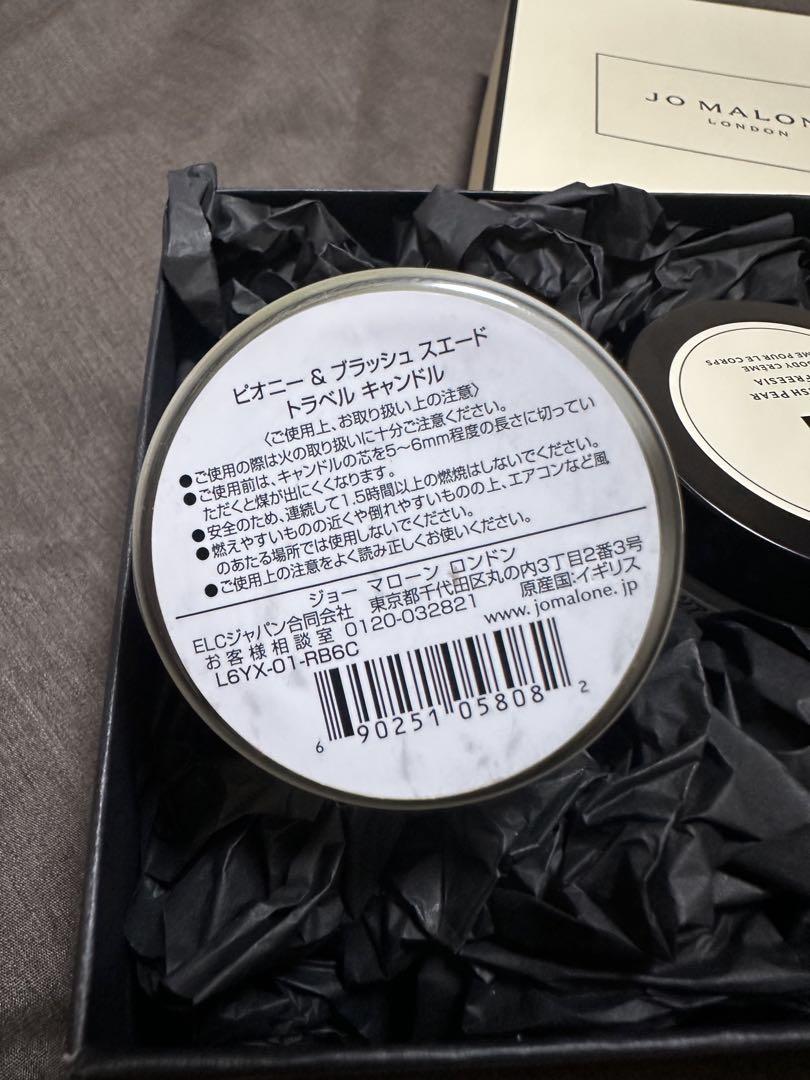 JO MALONE
LONDON
ピオニー & ブラッシュ スエード
トラベル キャンドル
〈ご使用上、お取り扱い上の注意〉
●ご使用の際は火の取り扱いに十分ご注意ください。
●ご使用前は、キャンドルの芯を5〜6mm程度の長さに切ってい
ただくと煤が出にくくなります。
●安全のため、連続して1.5時間以上の燃焼はしないでください。
●燃えやすいものの近くや倒れやすいものの上、エアコンなど風
のあたる場所では使用しないでください。
●ご使用上の注意をよく読み正しくお使いください。
ジョー マローン ロンドン
ELCジャパン合同会社 東京都千代田区丸の内3丁目2番3号
お客様相談室 0120-032821 原産国:イギリス
L6YX-01-RB6C www.jomalone.jp
6 90251 05808 2
BODY CRÈME
ME POUR LE CORPS
ISH PEAR
FREESIA